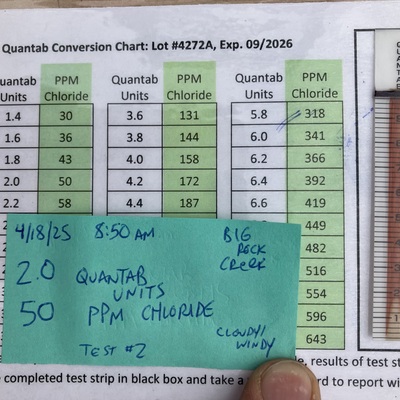 Quantab Conversion Chart: Lot #4272A, Exp. 09/2026
Quantab Units PPM Chloride Quantab Units PPM Chloride Quantab Units PPM Chloride
1.4 30 3.6 131 5.8 318
1.6 36 3.8 144 6.0 341
1.8 43 4.0 158 6.2 366
2.0 50 4.2 172 6.4 392
2.2 58 4.4 187 6.6 419
449
482
516
554
596
643
4/18/25 8:50 AM BIG ROCK CREEK
2.0 QUANTAB UNITS
50 PPM CHLORIDE
TEST #2 CLOUDY/ WINDY
, results of test st
e completed test strip in black box and take a rd to report wi